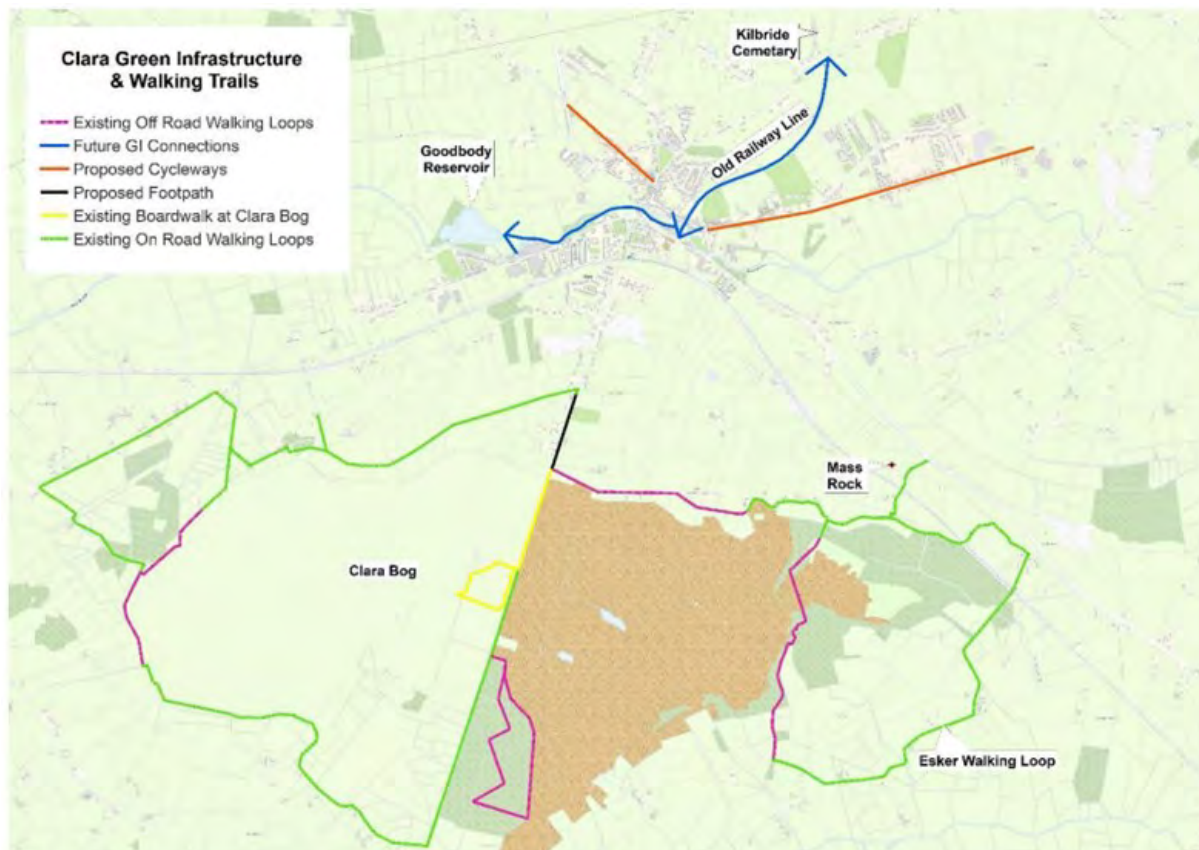 Clara Green Infrastructure
& Walking Trails
Existing Off Road Walking Loops
Future GI Connections
Proposed Cycleways
Proposed Footpath
Existing Boardwalk at Clara Bog
Existing On Road Walking Loops
Kilbride
Cemetary
Goodbody
Reservoir
Old Railway Line
Mass
Rock
Clara Bog
Esker Walking Loop